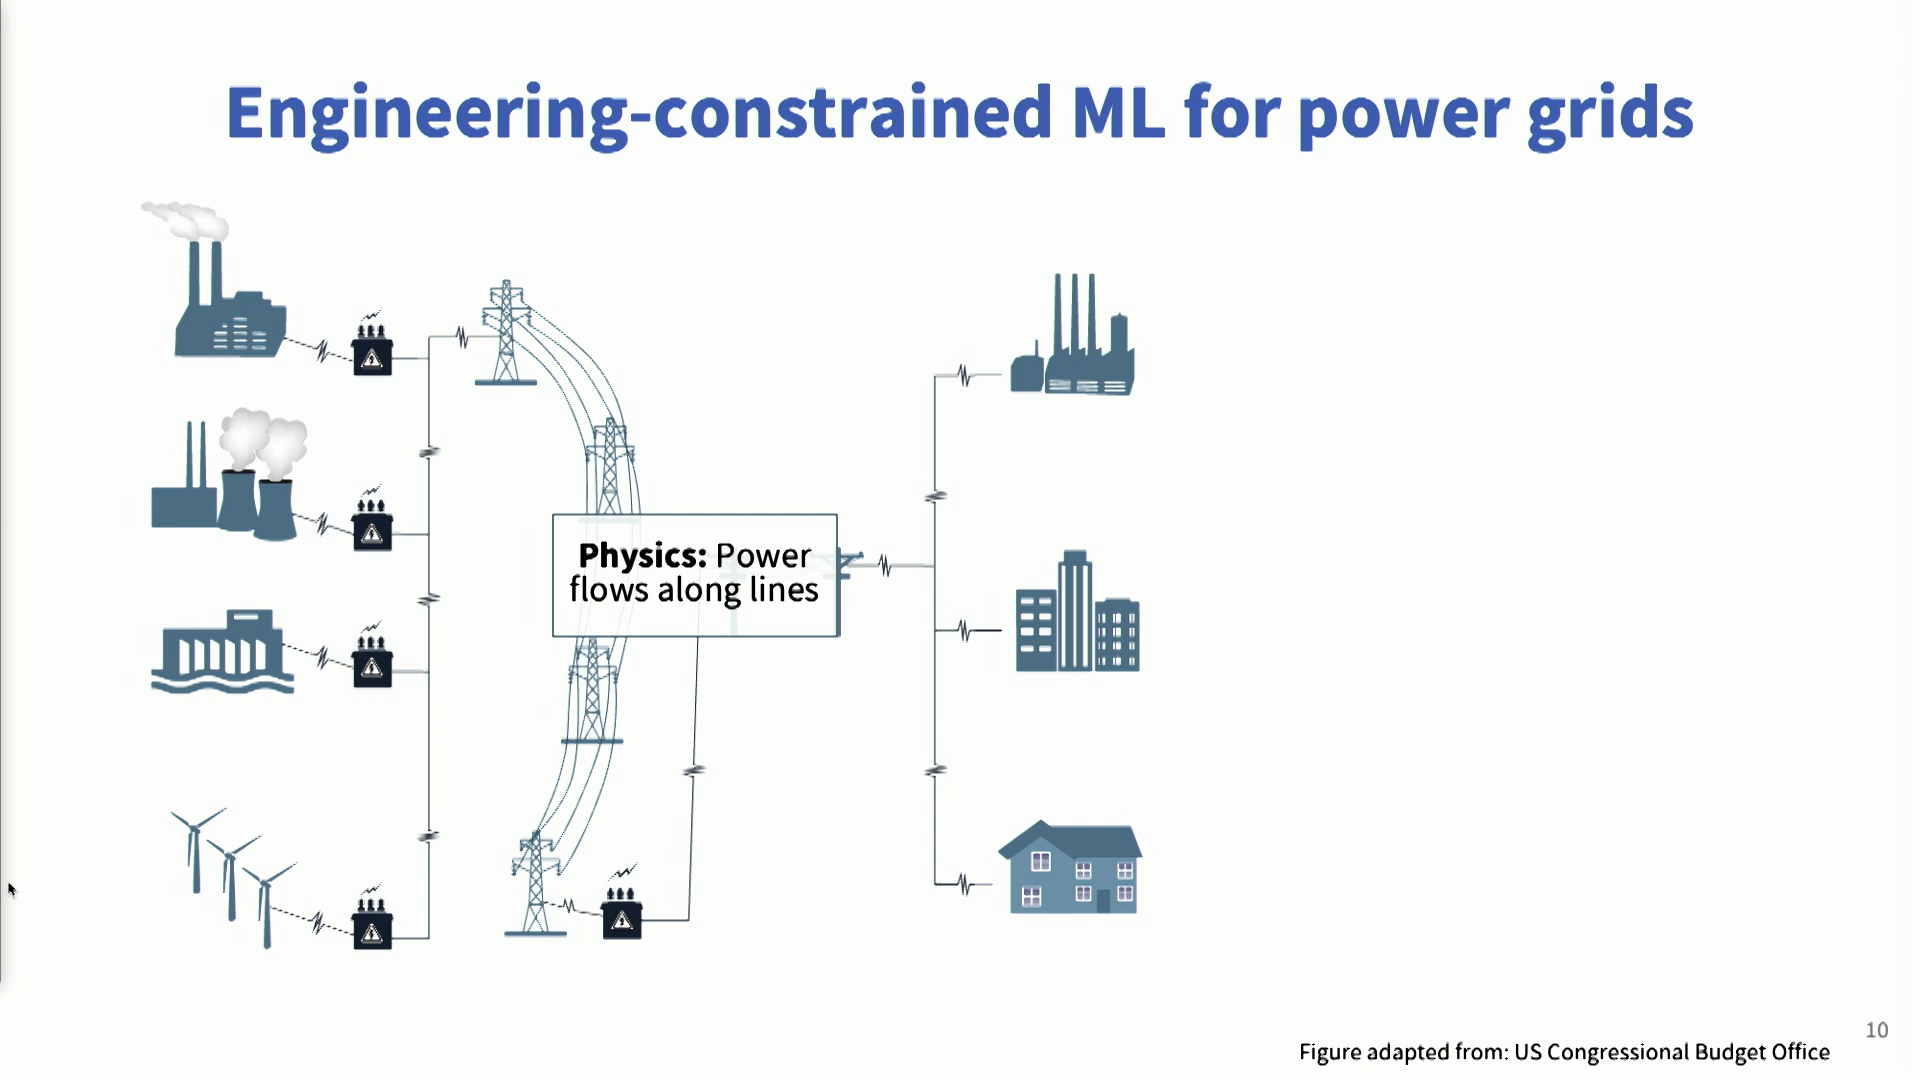 Engineering-constrained ML for power grids
Physics: Power
flows along lines
10
Figure adapted from: US Congressional Budget Office